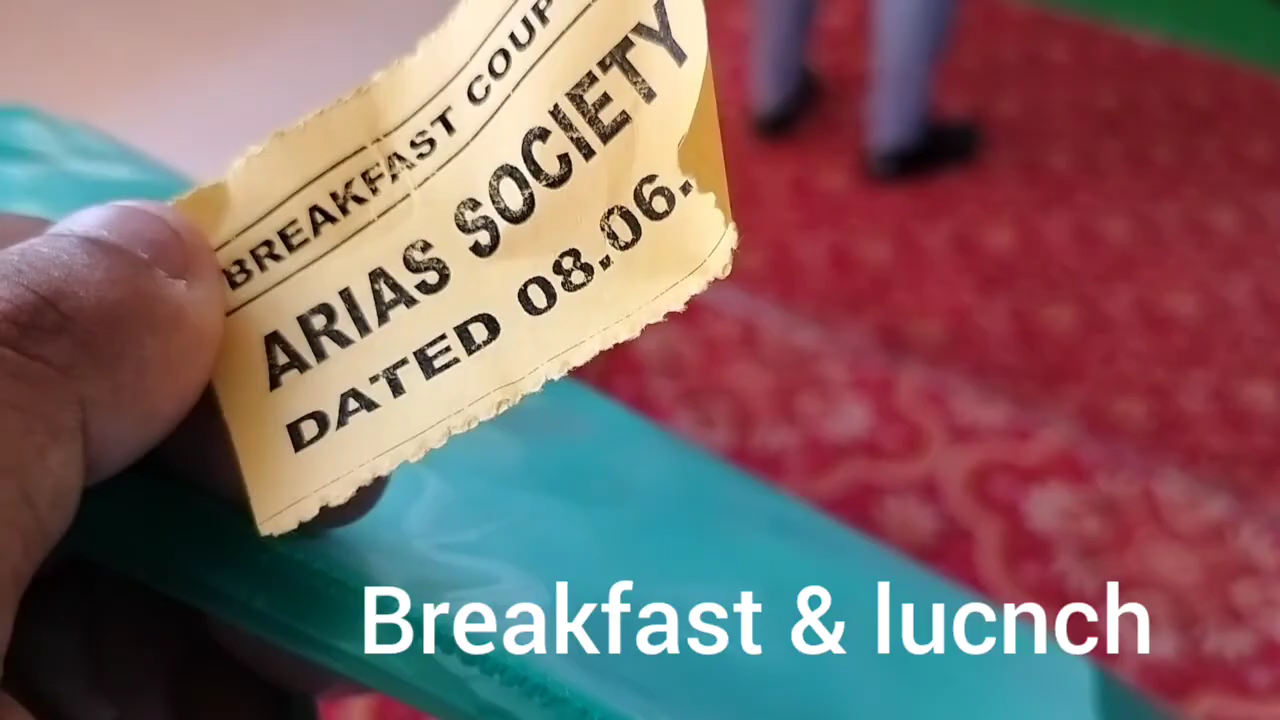 BREAKFAST COUP
ARIAS SOCIETY
DATED 08.06.
Breakfast & lucnch